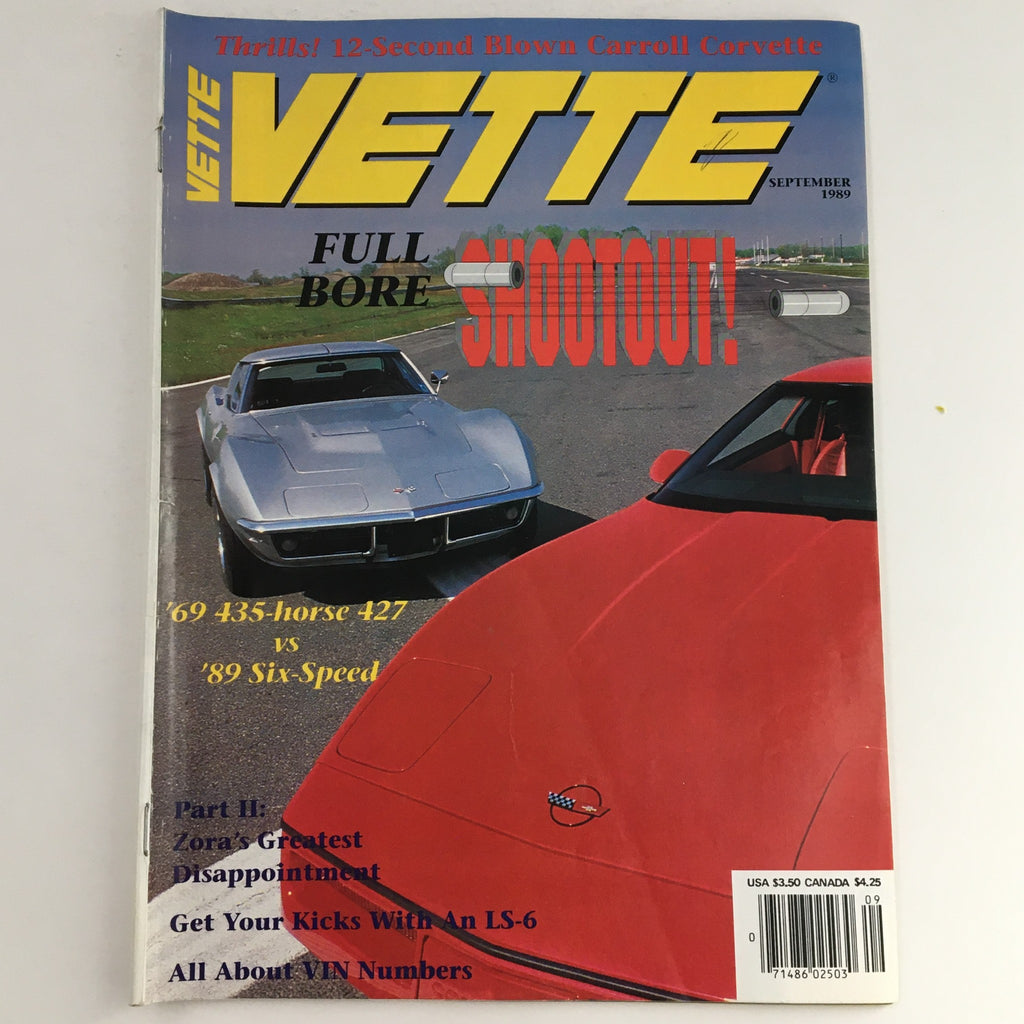 Thrills! 12-Second Blown Carroll Corvette
VETTE
VETTE®
SEPTEMBER
1989
FULL
BORE
SHOOTOUT!
'69 435-horse 427
vs
'89 Six-Speed
Part II:
Zora's Greatest
Disappointment
Get Your Kicks With An LS-6
All About VIN Numbers
USA $3.50 CANADA $4.25
09
0
71486 02503